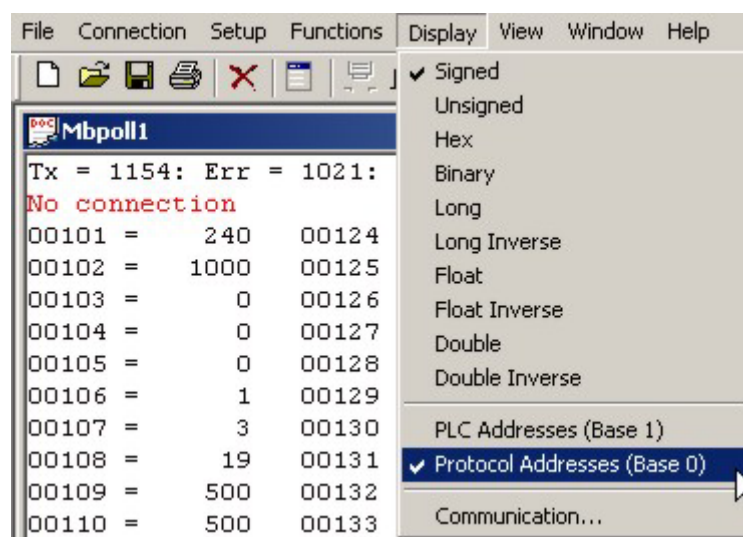 File Connection Setup Functions Display View Window Help
Mbpoll1
Tx = 1154: Err = 1021:
No connection
00101 = 240 00124
00102 = 1000 00125
00103 = 0 00126
00104 = 0 00127
00105 = 0 00128
00106 = 1 00129
00107 = 3 00130
00108 = 19 00131
00109 = 500 00132
00110 = 500 00133
Signed
Unsigned
Hex
Binary
Long
Long Inverse
Float
Float Inverse
Double
Double Inverse
PLC Addresses (Base 1)
Protocol Addresses (Base 0)
Communication...